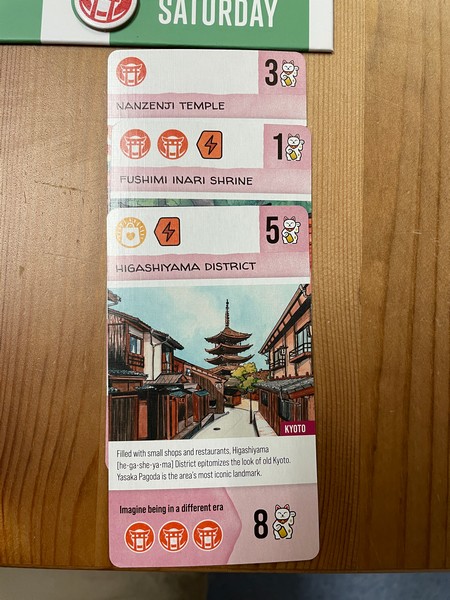 SATURDAY
3
NANZENJI TEMPLE
1
FUSHIMI INARI SHRINE
5
HIGASHIYAMA DISTRICT
KYOTO
Filled with small shops and restaurants, Higashiyama
[he-ga-she-ya-ma] District epitomizes the look of old Kyoto.
Yasaka Pagoda is the area's most iconic landmark.
Imagine being in a different era
8